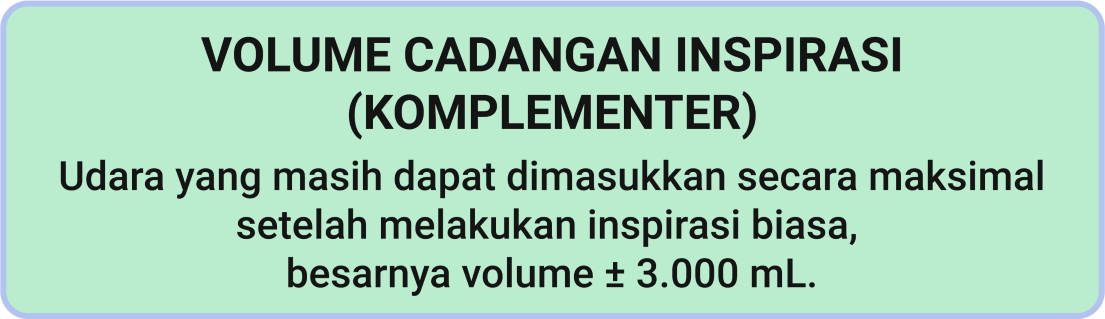 VOLUME CADANGAN INSPIRASI
(KOMPLEMENTER)
Udara yang masih dapat dimasukkan secara maksimal
setelah melakukan inspirasi biasa,
besarnya volume ± 3.000 mL.